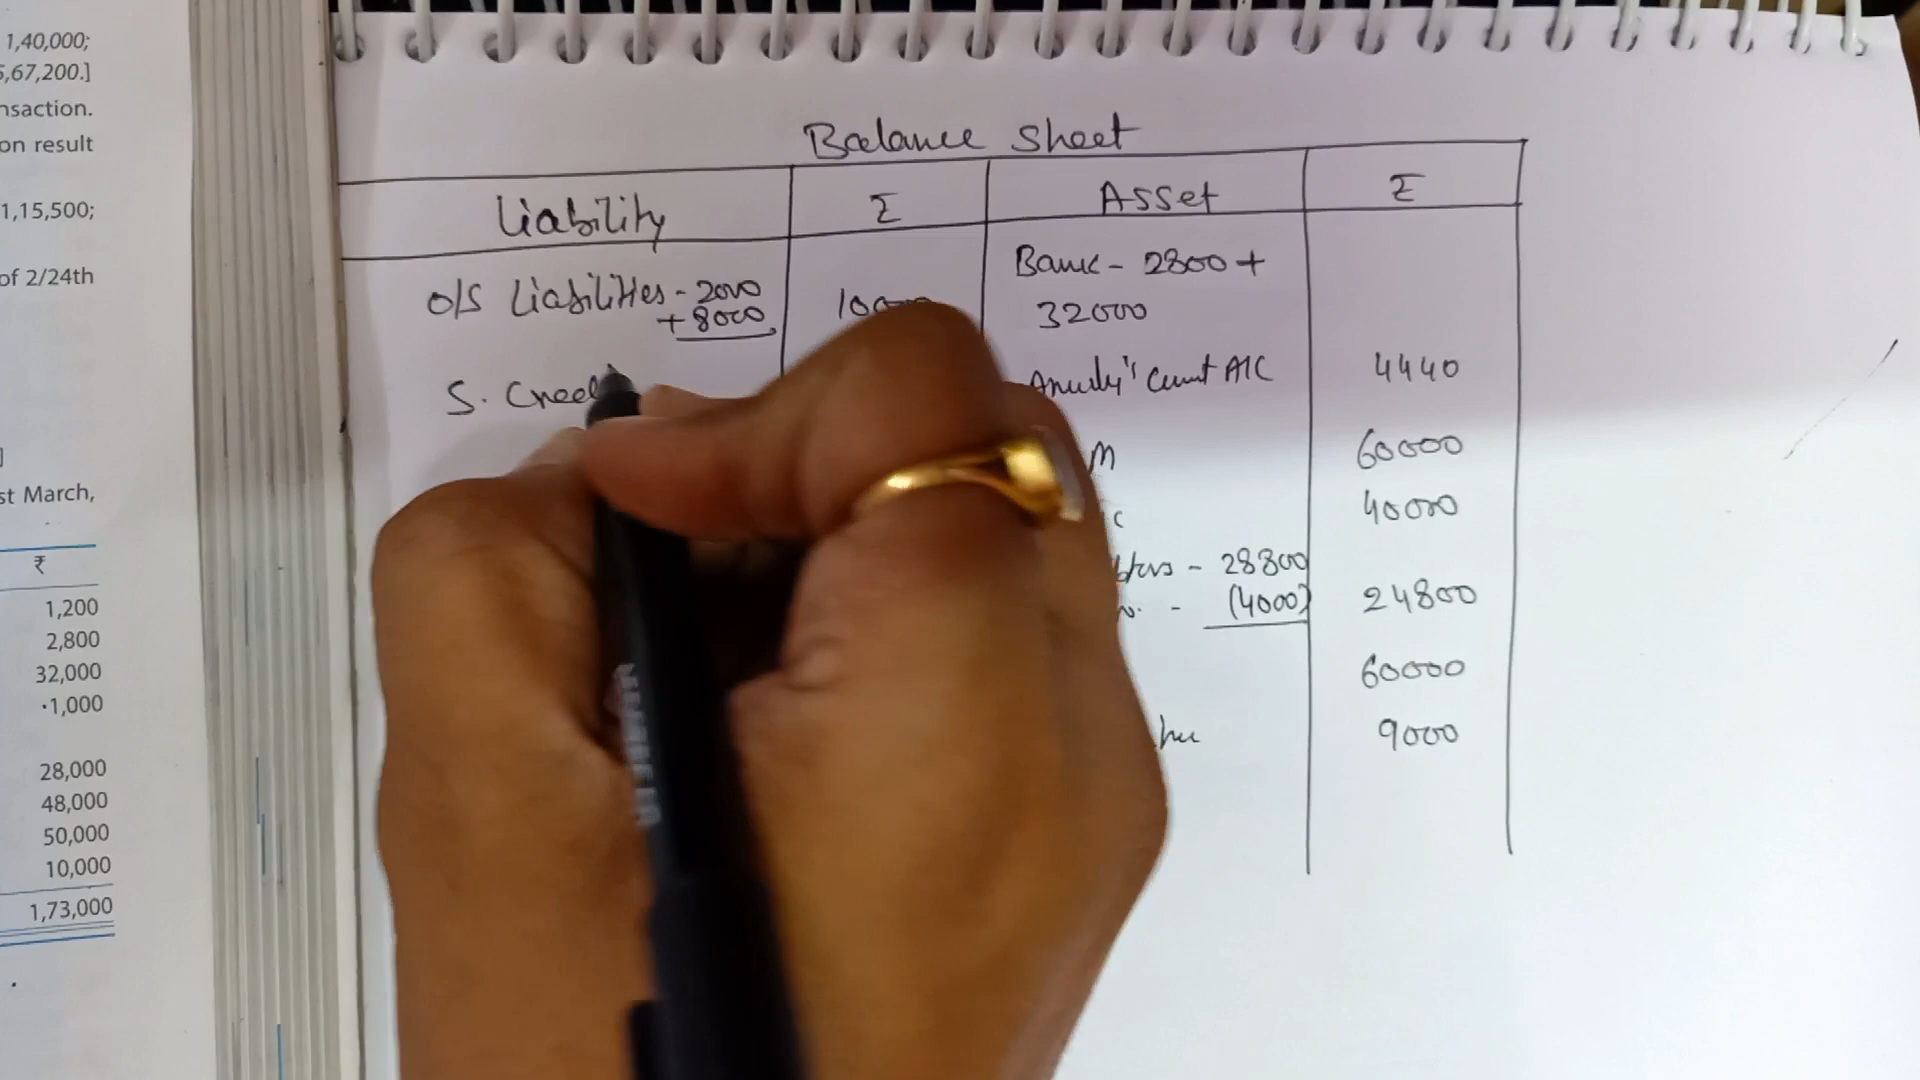 1,40,000;
5,67,200.]
nsaction.
on result
1,15,500;
of 2/24th
]
st March,
₹
1,200
2,800
32,000
1,000
28,000
48,000
50,000
10,000
1,73,000
Balance Sheet
Liability ₹ Asset ₹
O/S Liabilities - 2000
+ 8000
Bank - 2800 +
32000
S. Cred
A/C 4440
M 60000
C 40000
btors - 28800
- (4000) 24800
60000
9000